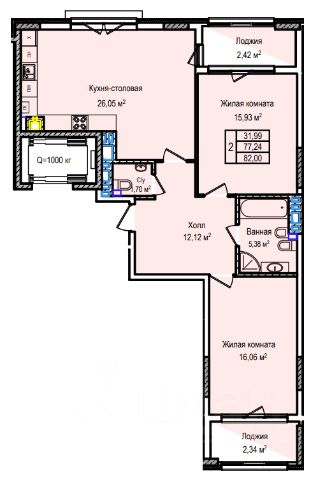 Лоджия
2,42 м²
Кухня-столовая
26,05 м²
Жилая комната
15,93 м²
31,99
2
77,24
82,00
Q=1000 кг
С/у
1,70 м²
Холл
12,12 м²
Ванная
5,38 м²
Жилая комната
16,06 м²
Лоджия
2,34 м²